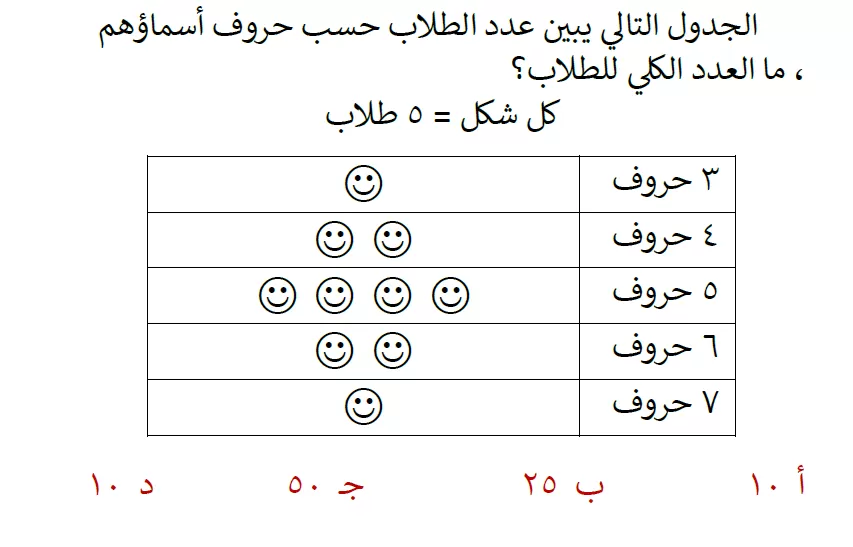 الجدول التالي يبين عدد الطلاب حسب حروف أسماؤهم
، ما العدد الكلي للطلاب؟
كل شكل = ٥ طلاب
٣ حروف
٤ حروف
٥ حروف
٦ حروف
٧ حروف
أ ١٠ ب ٢٥ جـ ٥٠ د ١٠